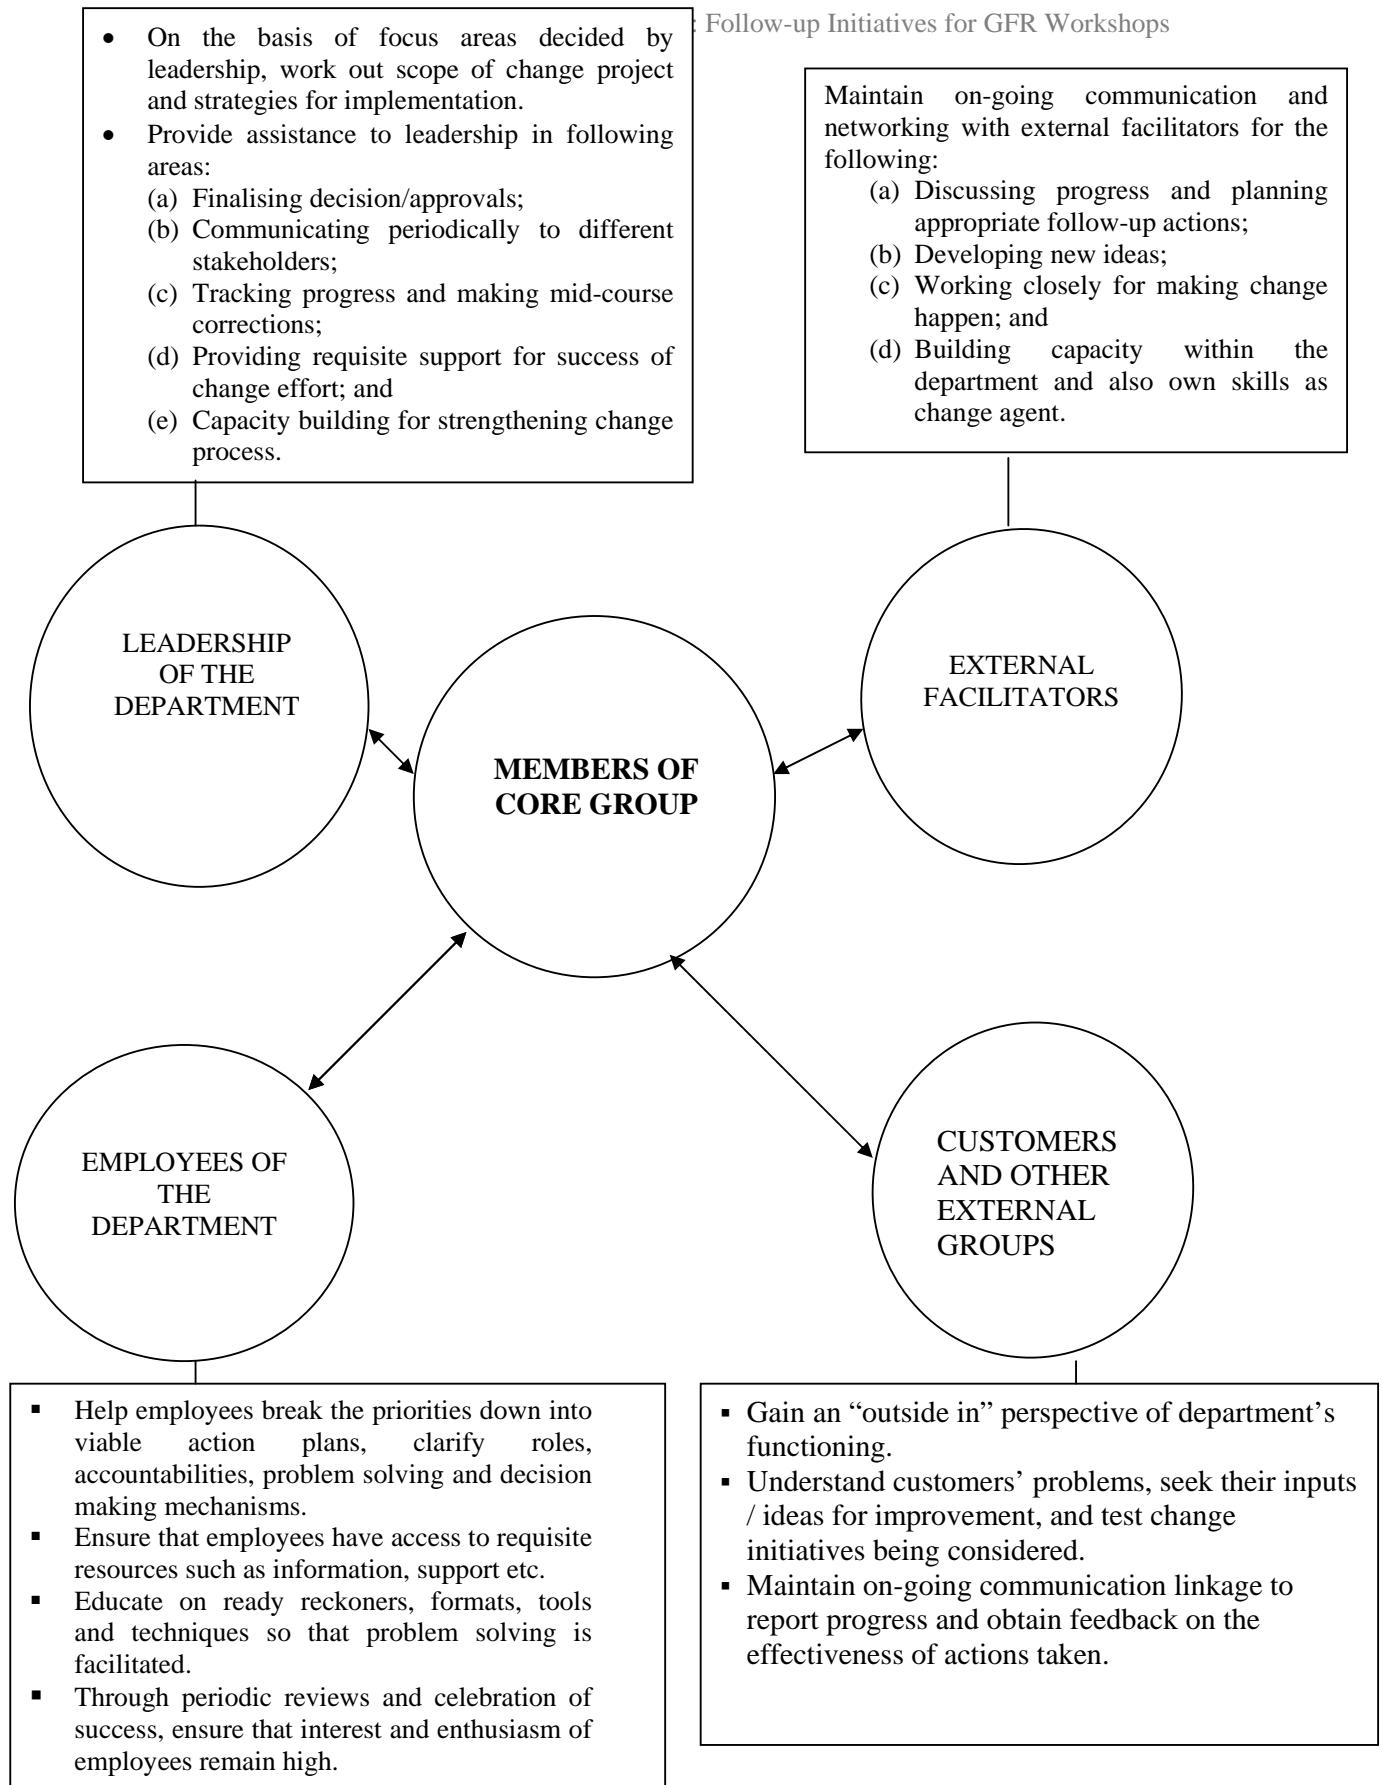 : Follow-up Initiatives for GFR Workshops
• On the basis of focus areas decided by
leadership, work out scope of change project
and strategies for implementation.
• Provide assistance to leadership in following
areas:
(a) Finalising decision/approvals;
(b) Communicating periodically to different
stakeholders;
(c) Tracking progress and making mid-course
corrections;
(d) Providing requisite support for success of
change effort; and
(e) Capacity building for strengthening change
process.
Maintain on-going communication and
networking with external facilitators for the
following:
(a) Discussing progress and planning
appropriate follow-up actions;
(b) Developing new ideas;
(c) Working closely for making change
happen; and
(d) Building capacity within the
department and also own skills as
change agent.
LEADERSHIP
OF THE
DEPARTMENT
EXTERNAL
FACILITATORS
MEMBERS OF
CORE GROUP
EMPLOYEES OF
THE
DEPARTMENT
CUSTOMERS
AND OTHER
EXTERNAL
GROUPS
▪ Help employees break the priorities down into
viable action plans, clarify roles,
accountabilities, problem solving and decision
making mechanisms.
▪ Ensure that employees have access to requisite
resources such as information, support etc.
▪ Educate on ready reckoners, formats, tools
and techniques so that problem solving is
facilitated.
▪ Through periodic reviews and celebration of
success, ensure that interest and enthusiasm of
employees remain high.
▪ Gain an “outside in” perspective of department’s
functioning.
▪ Understand customers’ problems, seek their inputs
/ ideas for improvement, and test change
initiatives being considered.
▪ Maintain on-going communication linkage to
report progress and obtain feedback on the
effectiveness of actions taken.